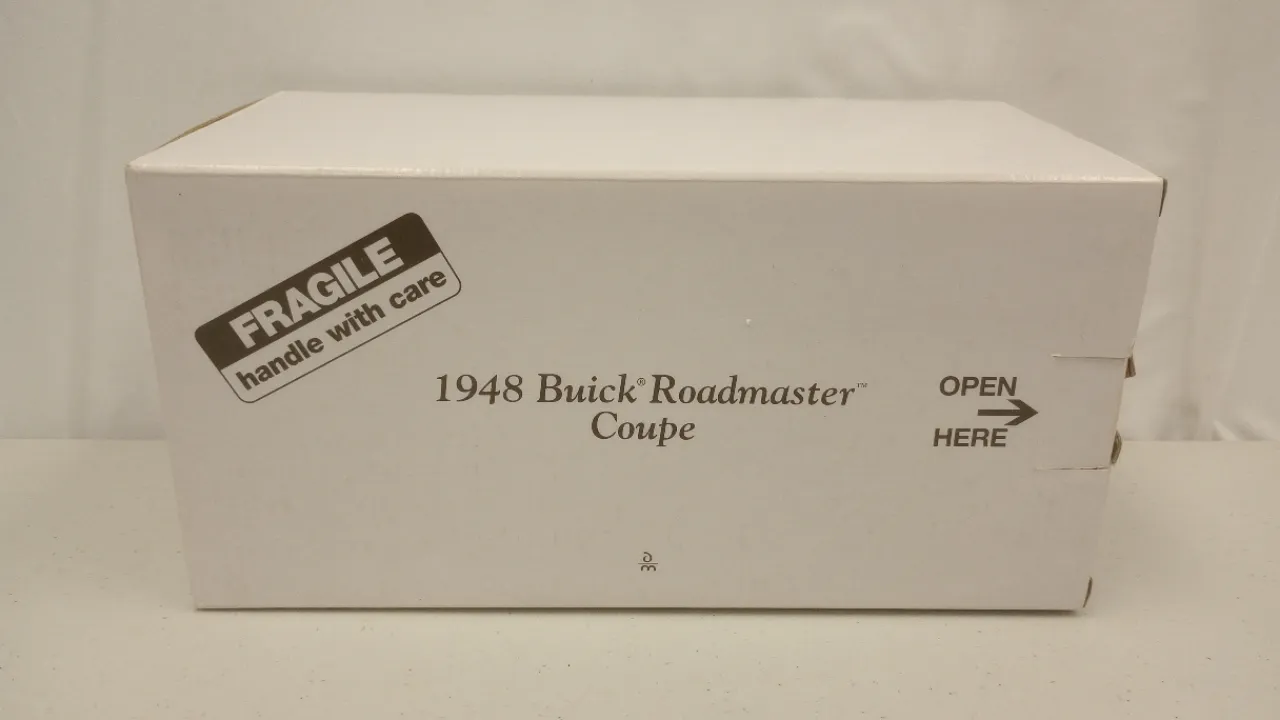 FRAGILE
handle with care
1948 Buick® Roadmaster™
Coupe
OPEN
HERE